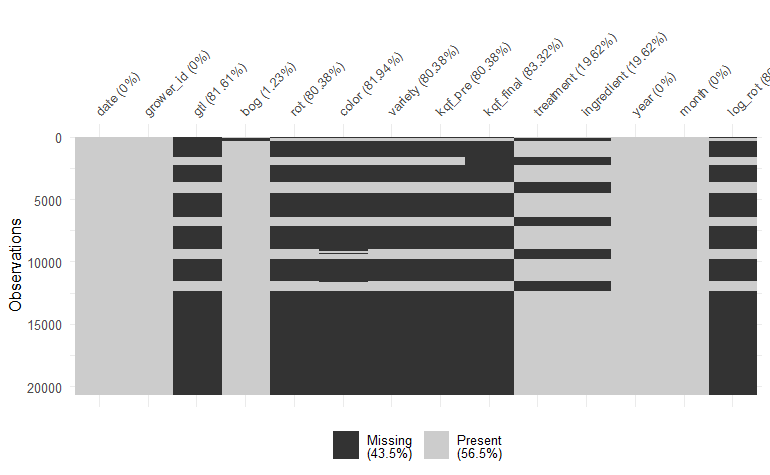 date (0%)
grower_id (0%)
gtl (81.61%)
bog (1.23%)
rot (80.38%)
color (81.94%)
variety (80.38%)
kqf_pre (80.38%)
kqf_final (83.32%)
treatment (19.62%)
ingredient (19.62%)
year (0%)
month (0%)
log_rot (8
0
5000
10000
15000
20000
Observations
Missing
(43.5%)
Present
(56.5%)